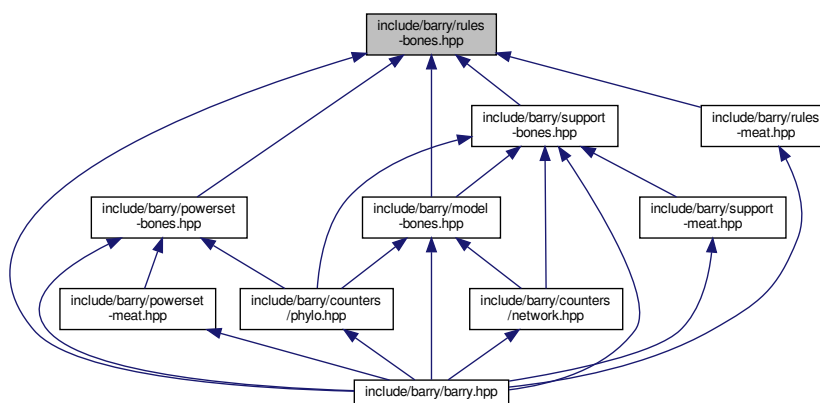 include/barry/rules
-bones.hpp
include/barry/support
-bones.hpp
include/barry/rules
-meat.hpp
include/barry/powerset
-bones.hpp
include/barry/model
-bones.hpp
include/barry/support
-meat.hpp
include/barry/powerset
-meat.hpp
include/barry/counters
/phylo.hpp
include/barry/counters
/network.hpp
include/barry/barry.hpp